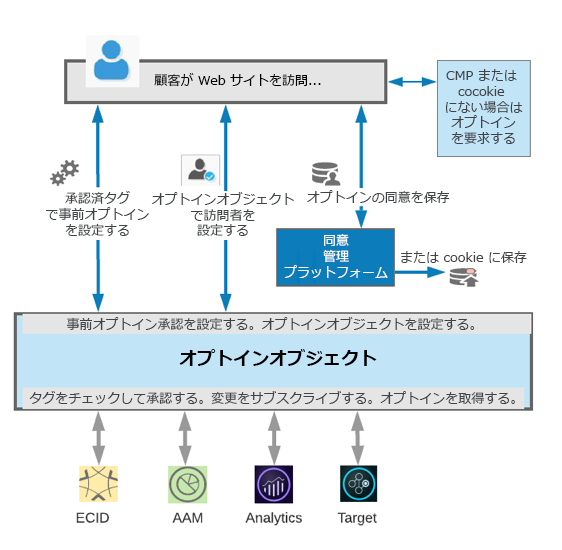 顧客が Web サイトを訪問...
CMP または
cocokie
にない場合は
オプトイン
を要求する
承認済タグ
で事前オプトイン
を設定する
オプトインオブジェクト
で訪問者を
設定する
オプトインの同意を保存
同意
管理
プラットフォーム
または cookie に保存
事前オプトイン承認を設定する。オプトインオブジェクトを設定する。
オプトインオブジェクト
タグをチェックして承認する。変更をサブスクライブする。オプトインを取得する。
ECID
AAM
Analytics
Target